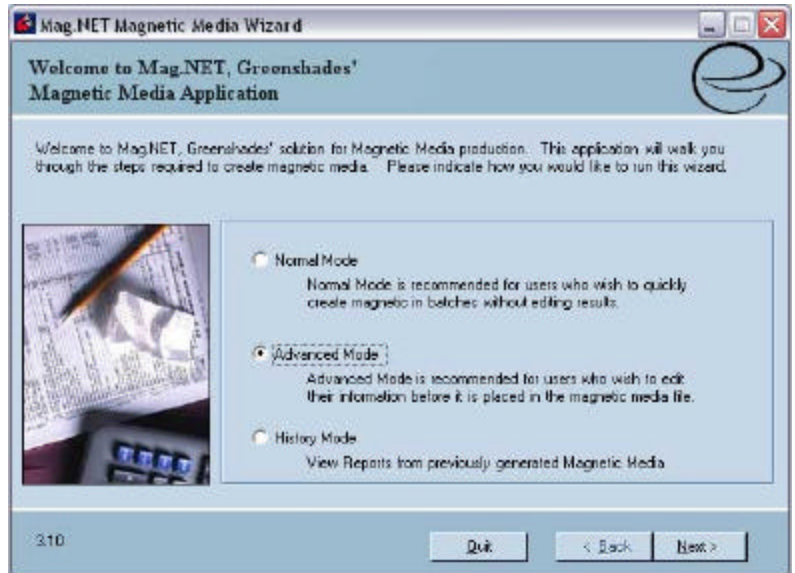 Mag.NET Magnetic Media Wizard
Welcome to Mag.NET, Greenshades'
Magnetic Media Application
Welcome to Mag.NET, Greenshades' solution for Magnetic Media production. This application will walk you
through the steps required to create magnetic media. Please indicate how you would like to run this wizard.
Normal Mode
Normal Mode is recommended for users who wish to quickly
create magnetic in batches without editing results.
Advanced Mode
Advanced Mode is recommended for users who wish to edit
their information before it is placed in the magnetic media file.
History Mode
View Reports from previously generated Magnetic Media
3.10
Quit
< Back
Next >